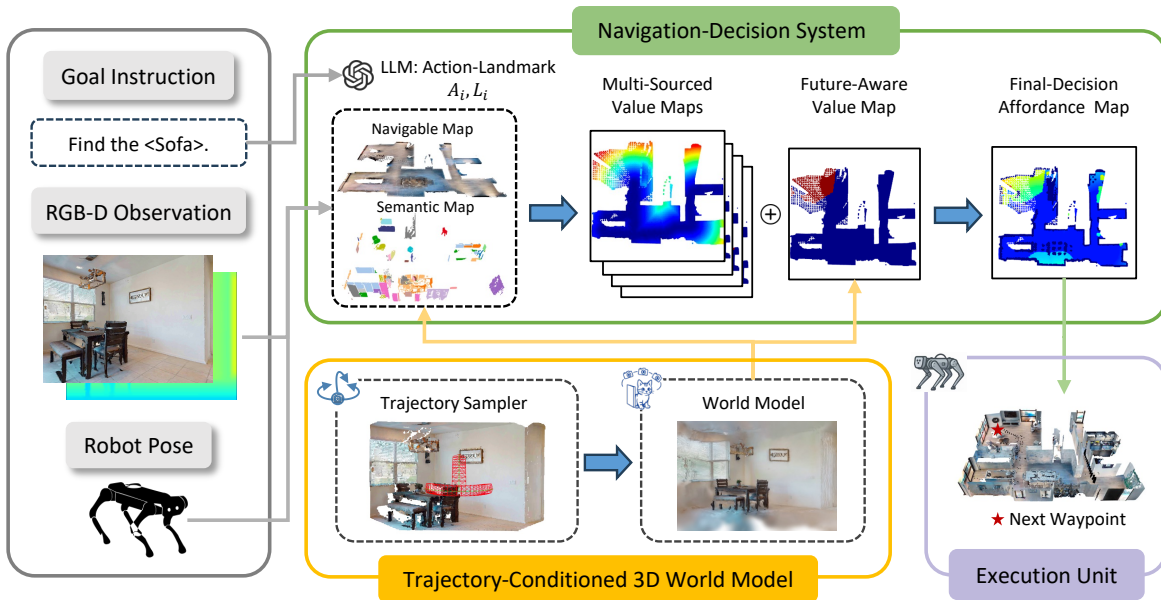 Navigation-Decision System
Goal Instruction
Find the <Sofa>.
RGB-D Observation
Robot Pose
LLM: Action-Landmark
A_i, L_i
Navigable Map
Semantic Map
Multi-Sourced
Value Maps
Future-Aware
Value Map
Final-Decision
Affordance Map
Trajectory Sampler
World Model
Trajectory-Conditioned 3D World Model
★ Next Waypoint
Execution Unit